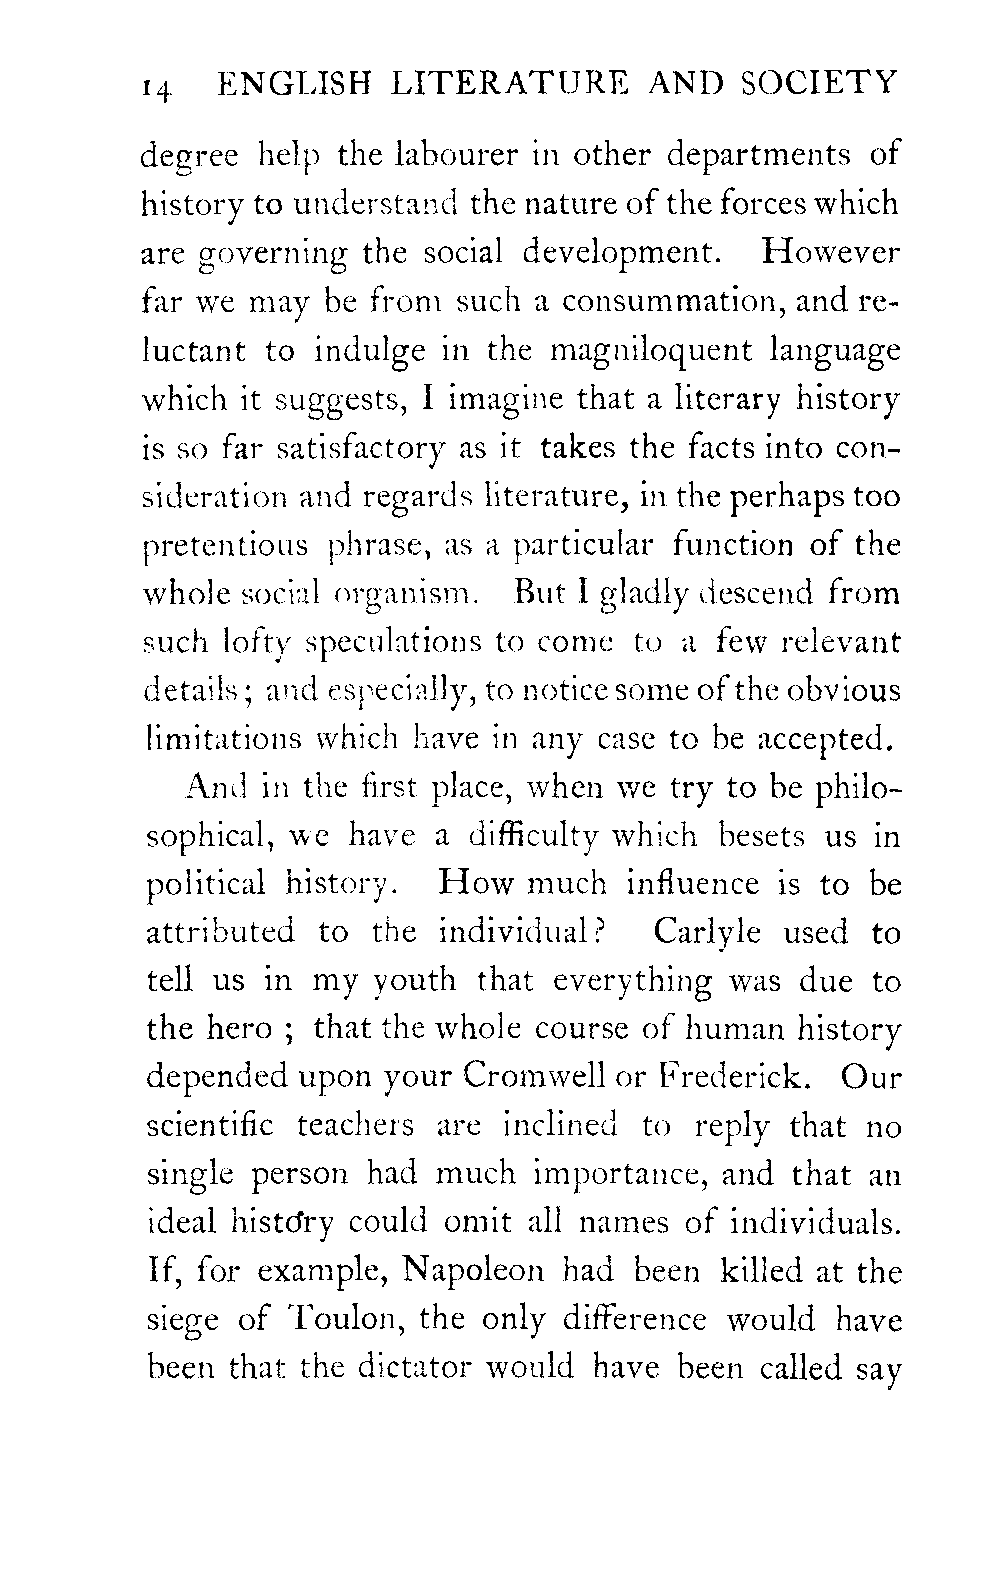 14 ENGLISH LITERATURE AND SOCIETY
degree help the labourer in other departments of
history to understand the nature of the forces which
are governing the social development. However
far we may be from such a consummation, and re-
luctant to indulge in the magniloquent language
which it suggests, I imagine that a literary history
is so far satisfactory as it takes the facts into con-
sideration and regards literature, in the perhaps too
pretentious phrase, as a particular function of the
whole social organism. But I gladly descend from
such lofty speculations to come to a few relevant
details; and especially, to notice some of the obvious
limitations which have in any case to be accepted.
And in the first place, when we try to be philo-
sophical, we have a difficulty which besets us in
political history. How much influence is to be
attributed to the individual? Carlyle used to
tell us in my youth that everything was due to
the hero ; that the whole course of human history
depended upon your Cromwell or Frederick. Our
scientific teachers are inclined to reply that no
single person had much importance, and that an
ideal history could omit all names of individuals.
If, for example, Napoleon had been killed at the
siege of Toulon, the only difference would have
been that the dictator would have been called say